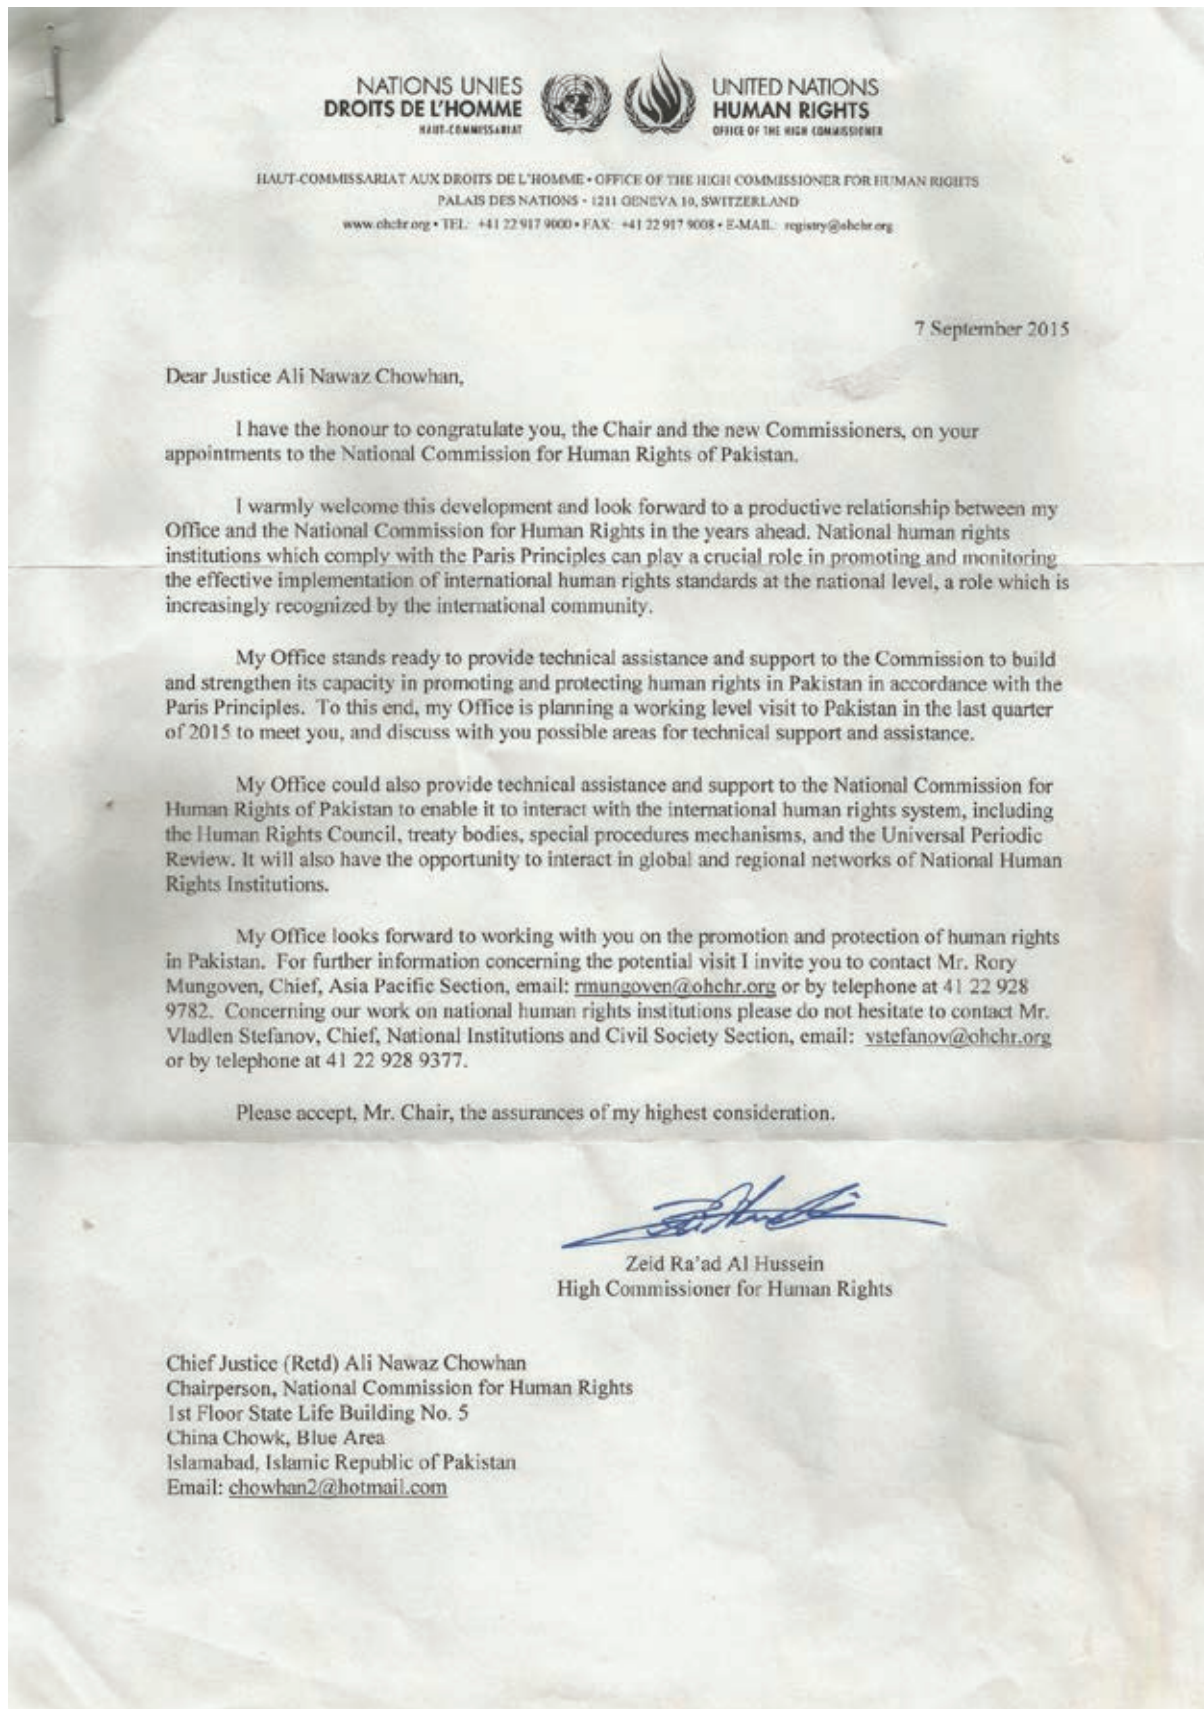 NATIONS UNIES
DROITS DE L'HOMME
HAUT-COMMISSARIAT
UNITED NATIONS
HUMAN RIGHTS
OFFICE OF THE HIGH COMMISSIONER
HAUT-COMMISSARIAT AUX DROITS DE L'HOMME • OFFICE OF THE HIGH COMMISSIONER FOR HUMAN RIGHTS
PALAIS DES NATIONS • 1211 GENEVA 10, SWITZERLAND
www.ohchr.org • TEL: +41 22 917 9000 • FAX: +41 22 917 9008 • E-MAIL: registry@ohchr.org
7 September 2015
Dear Justice Ali Nawaz Chowhan,
I have the honour to congratulate you, the Chair and the new Commissioners, on your
appointments to the National Commission for Human Rights of Pakistan.
I warmly welcome this development and look forward to a productive relationship between my
Office and the National Commission for Human Rights in the years ahead. National human rights
institutions which comply with the Paris Principles can play a crucial role in promoting and monitoring
the effective implementation of international human rights standards at the national level, a role which is
increasingly recognized by the international community.
My Office stands ready to provide technical assistance and support to the Commission to build
and strengthen its capacity in promoting and protecting human rights in Pakistan in accordance with the
Paris Principles. To this end, my Office is planning a working level visit to Pakistan in the last quarter
of 2015 to meet you, and discuss with you possible areas for technical support and assistance.
My Office could also provide technical assistance and support to the National Commission for
Human Rights of Pakistan to enable it to interact with the international human rights system, including
the Human Rights Council, treaty bodies, special procedures mechanisms, and the Universal Periodic
Review. It will also have the opportunity to interact in global and regional networks of National Human
Rights Institutions.
My Office looks forward to working with you on the promotion and protection of human rights
in Pakistan. For further information concerning the potential visit I invite you to contact Mr. Rory
Mungoven, Chief, Asia Pacific Section, email: rmungoven@ohchr.org or by telephone at 41 22 928
9782. Concerning our work on national human rights institutions please do not hesitate to contact Mr.
Vladlen Stefanov, Chief, National Institutions and Civil Society Section, email: vstefanov@ohchr.org
or by telephone at 41 22 928 9377.
Please accept, Mr. Chair, the assurances of my highest consideration.
Zeid Ra'ad Al Hussein
High Commissioner for Human Rights
Chief Justice (Retd) Ali Nawaz Chowhan
Chairperson, National Commission for Human Rights
1st Floor State Life Building No. 5
China Chowk, Blue Area
Islamabad, Islamic Republic of Pakistan
Email: chowhan2@hotmail.com